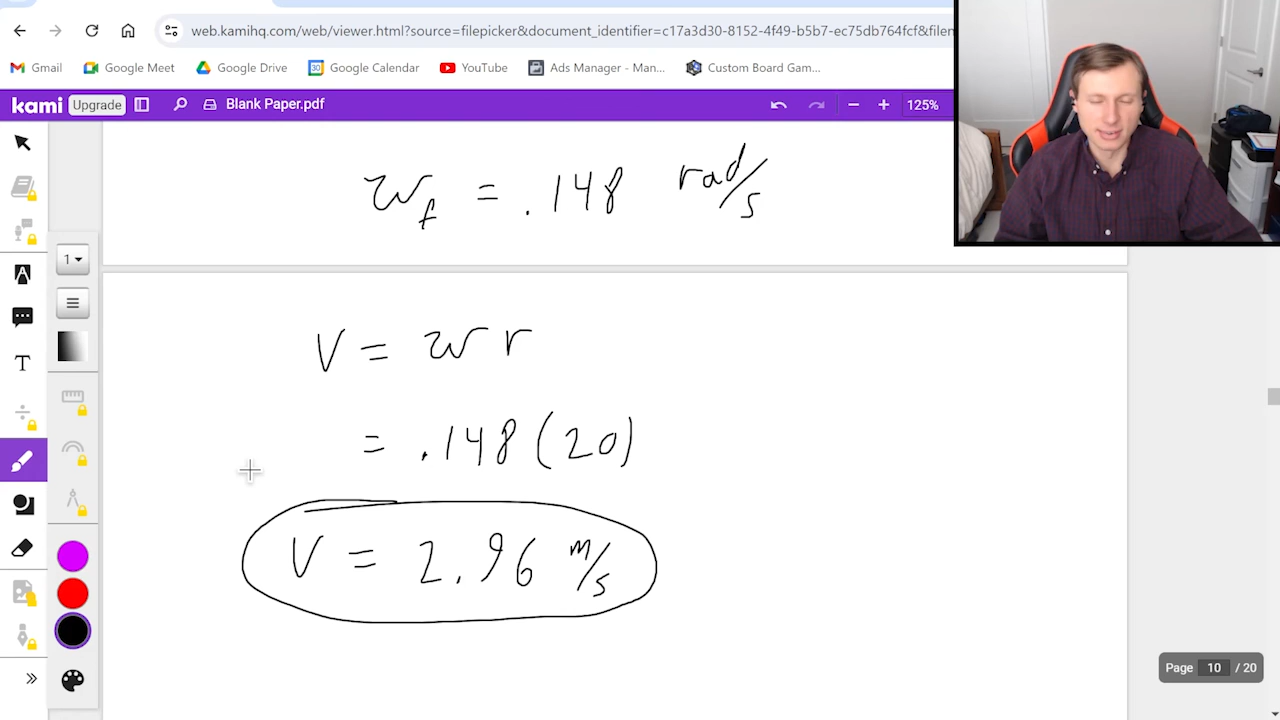 web.kamihq.com/web/viewer.html?source=filepicker&document_identifier=c17a3d30-8152-4f49-b5b7-ec75db764fcf&filen
Gmail Google Meet Google Drive 30 Google Calendar YouTube Ads Manager - Man... Custom Board Gam...
kami Upgrade Blank Paper.pdf 125%
ω_f = .148 rad/s
1
V = ω r
= .148 (20)
V = 2.96 m/s
A
T
Page 10 / 20